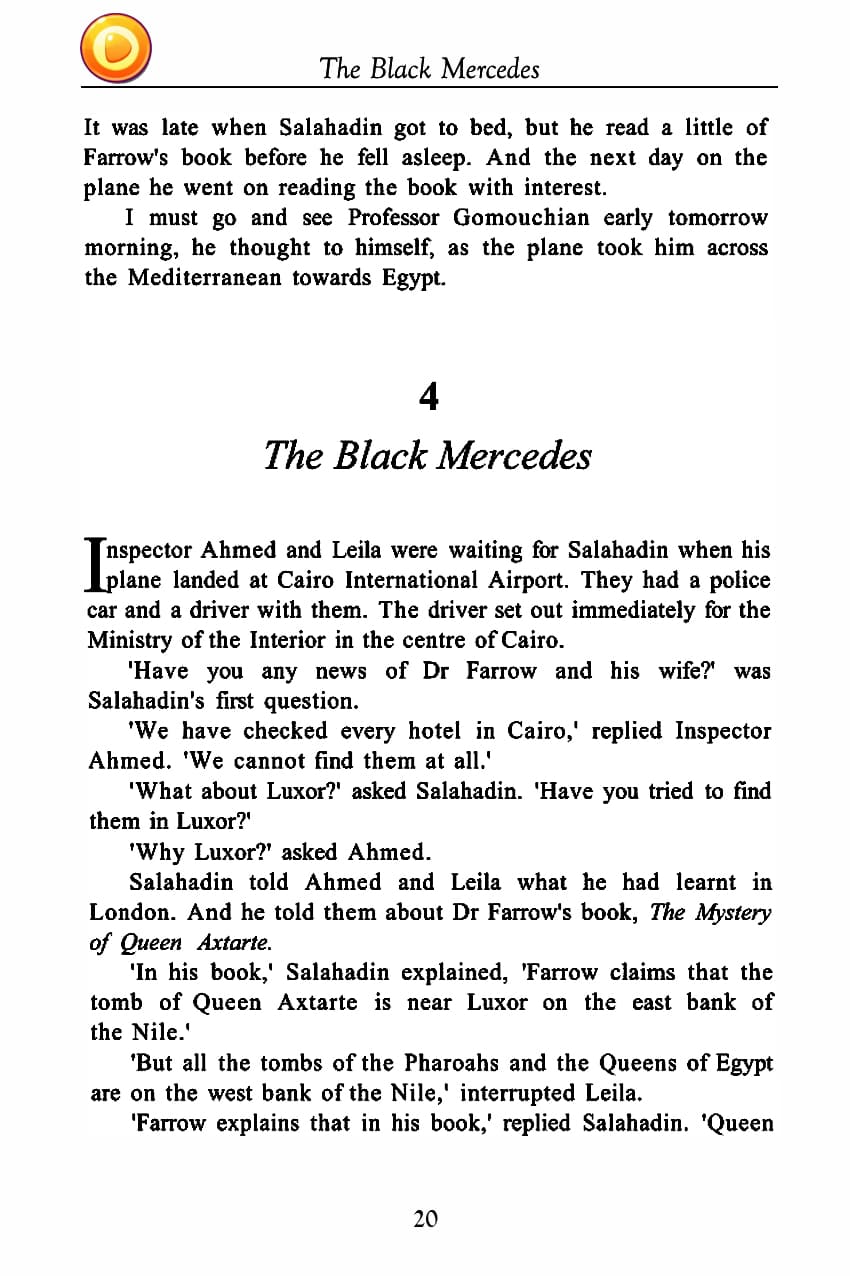 The Black Mercedes
It was late when Salahadin got to bed, but he read a little of
Farrow's book before he fell asleep. And the next day on the
plane he went on reading the book with interest.
I must go and see Professor Gomouchian early tomorrow
morning, he thought to himself, as the plane took him across
the Mediterranean towards Egypt.
4
The Black Mercedes
Inspector Ahmed and Leila were waiting for Salahadin when his
plane landed at Cairo International Airport. They had a police
car and a driver with them. The driver set out immediately for the
Ministry of the Interior in the centre of Cairo.
'Have you any news of Dr Farrow and his wife?' was
Salahadin's first question.
'We have checked every hotel in Cairo,' replied Inspector
Ahmed. 'We cannot find them at all.'
'What about Luxor?' asked Salahadin. 'Have you tried to find
them in Luxor?'
'Why Luxor?' asked Ahmed.
Salahadin told Ahmed and Leila what he had learnt in
London. And he told them about Dr Farrow's book, The Mystery
of Queen Axtarte.
'In his book,' Salahadin explained, 'Farrow claims that the
tomb of Queen Axtarte is near Luxor on the east bank of
the Nile.'
'But all the tombs of the Pharoahs and the Queens of Egypt
are on the west bank of the Nile,' interrupted Leila.
'Farrow explains that in his book,' replied Salahadin. 'Queen
20